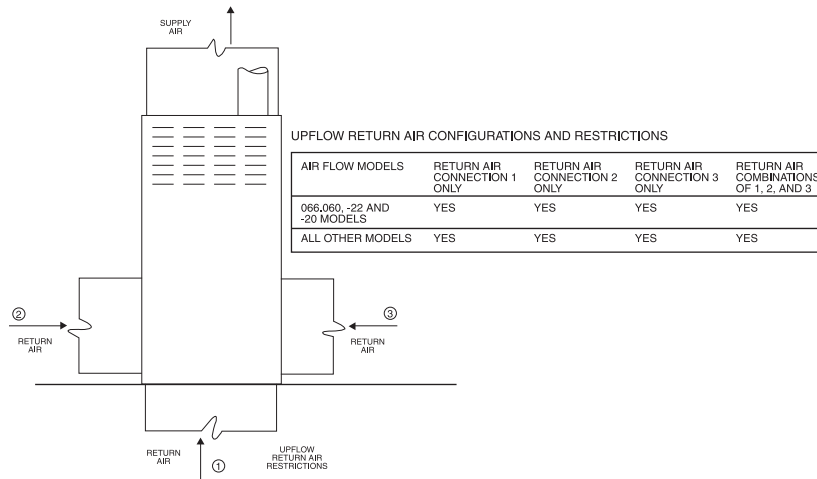 SUPPLY
AIR
UPFLOW RETURN AIR CONFIGURATIONS AND RESTRICTIONS
AIR FLOW MODELS
RETURN AIR
CONNECTION 1
ONLY
RETURN AIR
CONNECTION 2
ONLY
RETURN AIR
CONNECTION 3
ONLY
RETURN AIR
COMBINATIONS
OF 1, 2, AND 3
066.060, -22 AND
-20 MODELS
YES
YES
YES
YES
ALL OTHER MODELS
YES
YES
YES
YES
2
RETURN
AIR
3
RETURN
AIR
RETURN
AIR
1
UPFLOW
RETURN AIR
RESTRICTIONS